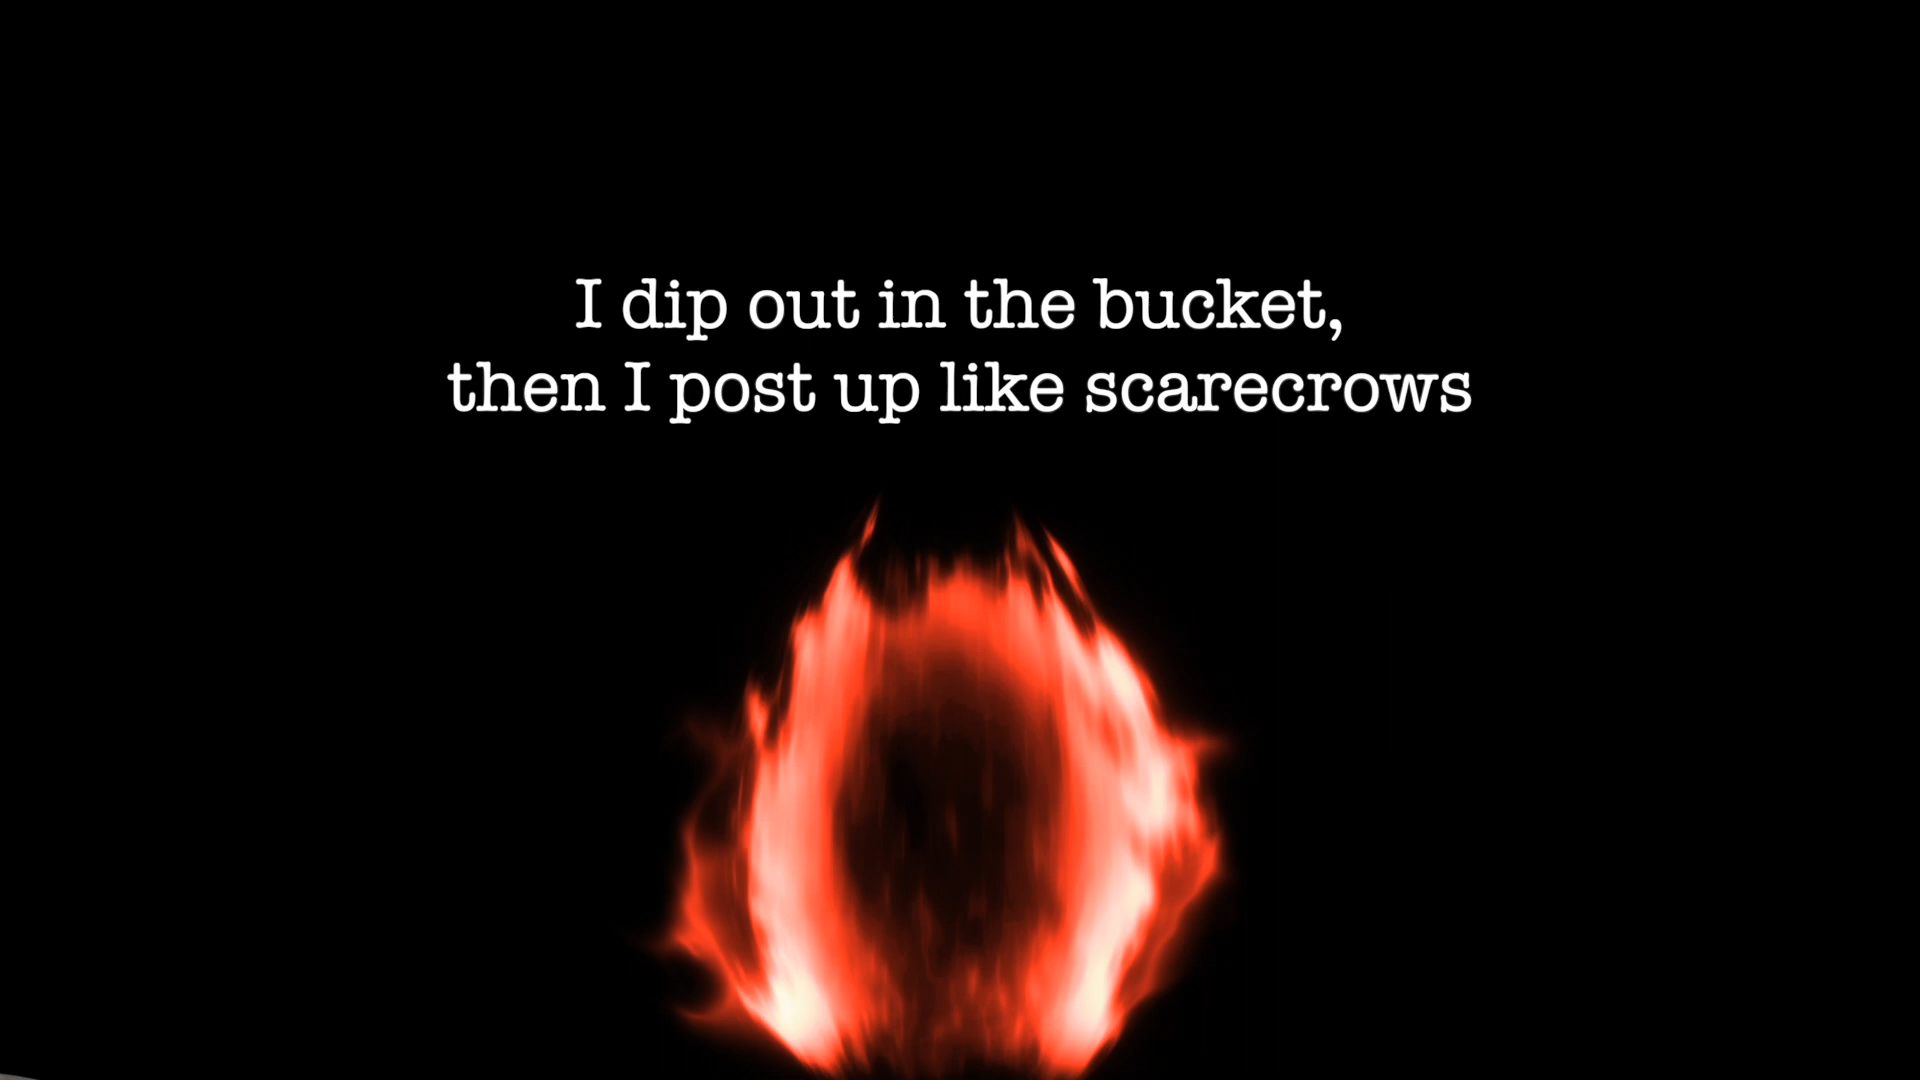 I dip out in the bucket,
then I post up like scarecrows